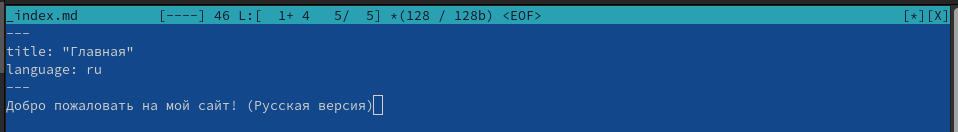 _index.md [----] 46 L:[ 1+ 4 5/ 5] *(128 / 128b) <EOF> [*][X]
---
title: "Главная"
language: ru
---
Добро пожаловать на мой сайт! (Русская версия)